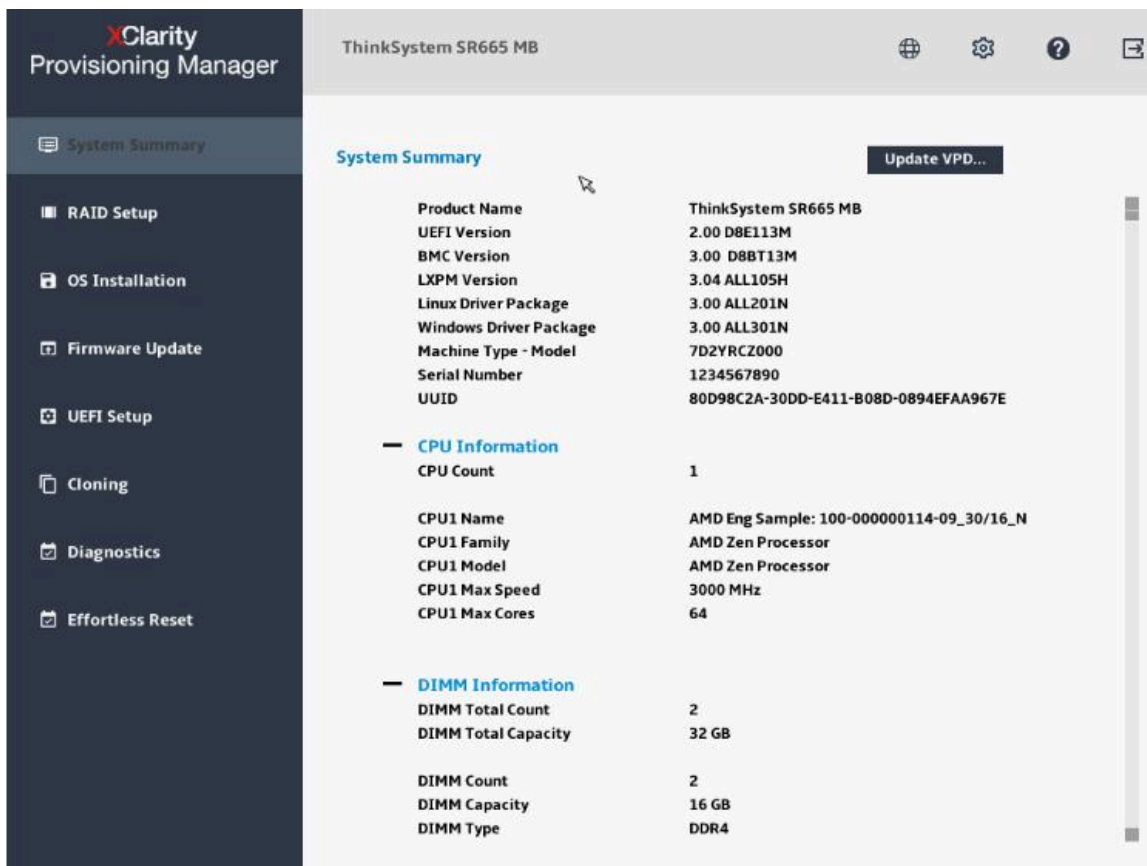 XClarity
Provisioning Manager
ThinkSystem SR665 MB
System Summary
RAID Setup
OS Installation
Firmware Update
UEFI Setup
Cloning
Diagnostics
Effortless Reset
System Summary
Update VPD...
Product Name ThinkSystem SR665 MB
UEFI Version 2.00 D8E113M
BMC Version 3.00 D8BT13M
LXPM Version 3.04 ALL105H
Linux Driver Package 3.00 ALL201N
Windows Driver Package 3.00 ALL301N
Machine Type - Model 7D2YRCZ000
Serial Number 1234567890
UUID 80D98C2A-30DD-E411-B08D-0894EFAA967E
CPU Information
CPU Count 1
CPU1 Name AMD Eng Sample: 100-000000114-09_30/16_N
CPU1 Family AMD Zen Processor
CPU1 Model AMD Zen Processor
CPU1 Max Speed 3000 MHz
CPU1 Max Cores 64
DIMM Information
DIMM Total Count 2
DIMM Total Capacity 32 GB
DIMM Count 2
DIMM Capacity 16 GB
DIMM Type DDR4